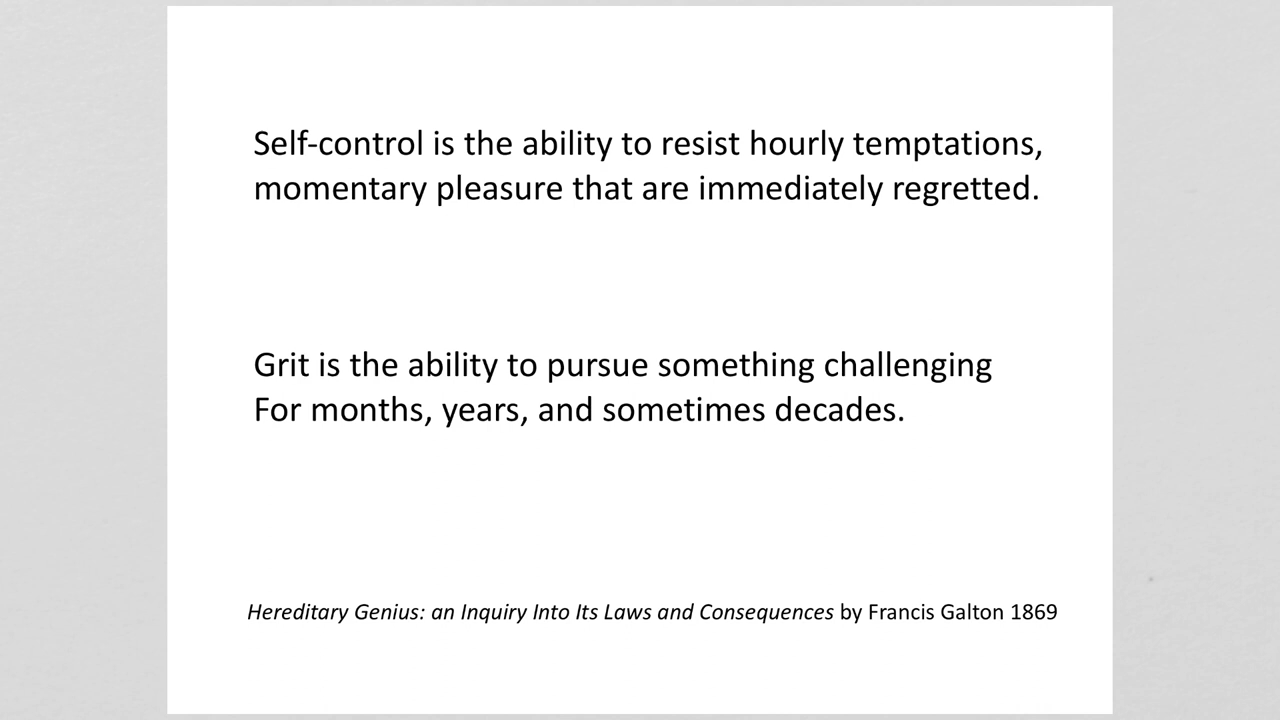 Self-control is the ability to resist hourly temptations,
momentary pleasure that are immediately regretted.
Grit is the ability to pursue something challenging
For months, years, and sometimes decades.
Hereditary Genius: an Inquiry Into Its Laws and Consequences by Francis Galton 1869